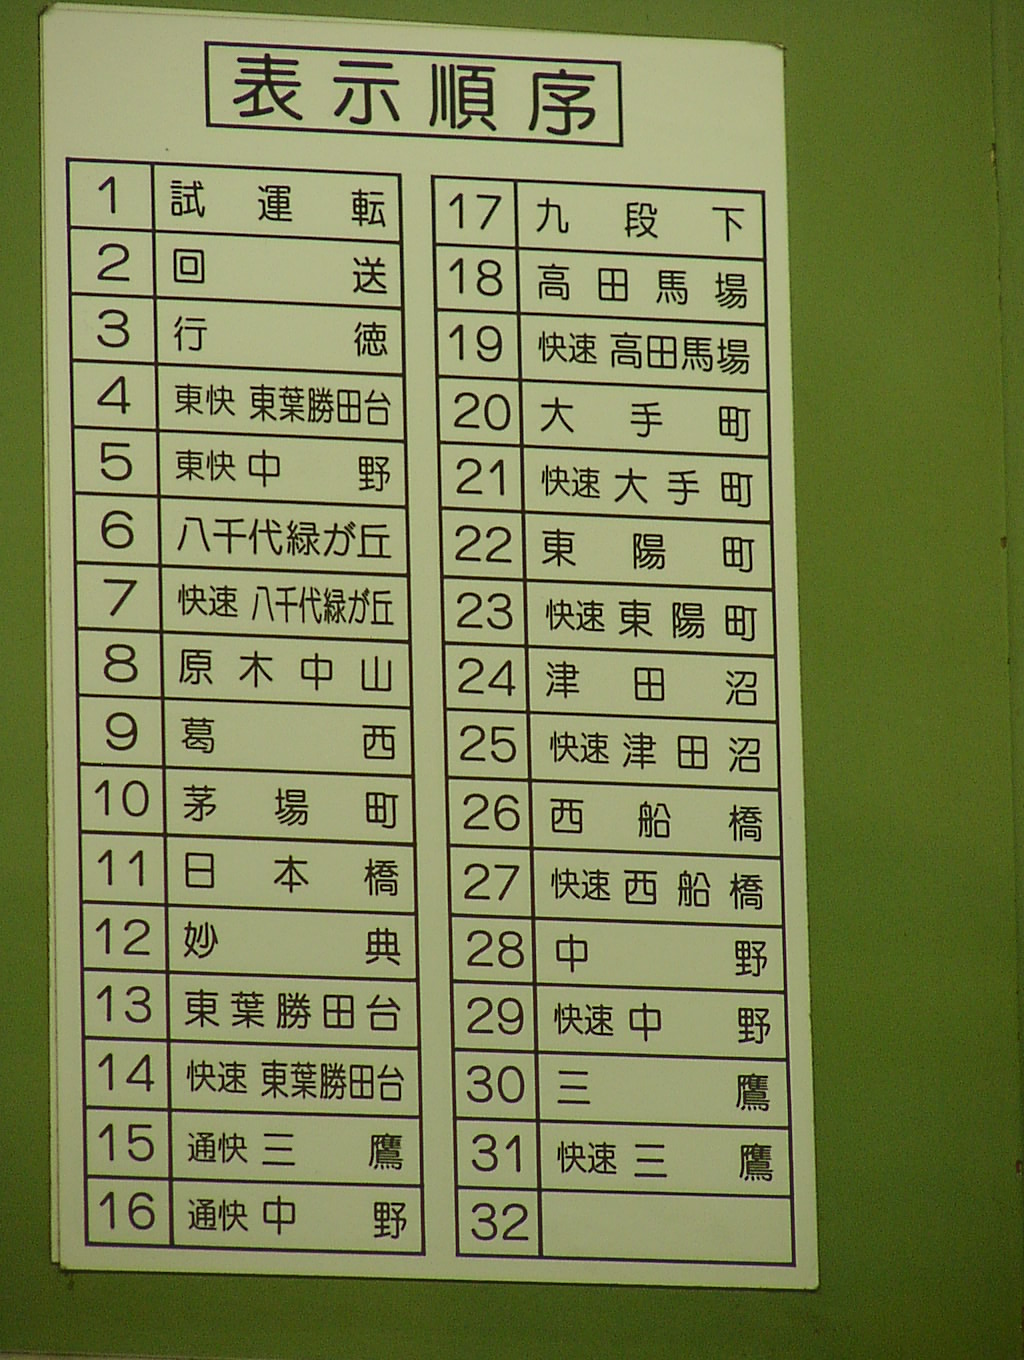 表示順序
1 試運転
2 回送
3 行徳
4 東快 東葉勝田台
5 東快 中野
6 八千代緑が丘
7 快速 八千代緑が丘
8 原木中山
9 葛西
10 茅場町
11 日本橋
12 妙典
13 東葉勝田台
14 快速 東葉勝田台
15 通快 三鷹
16 通快 中野
17 九段下
18 高田馬場
19 快速 高田馬場
20 大手町
21 快速 大手町
22 東陽町
23 快速 東陽町
24 津田沼
25 快速 津田沼
26 西船橋
27 快速 西船橋
28 中野
29 快速 中野
30 三鷹
31 快速 三鷹
32